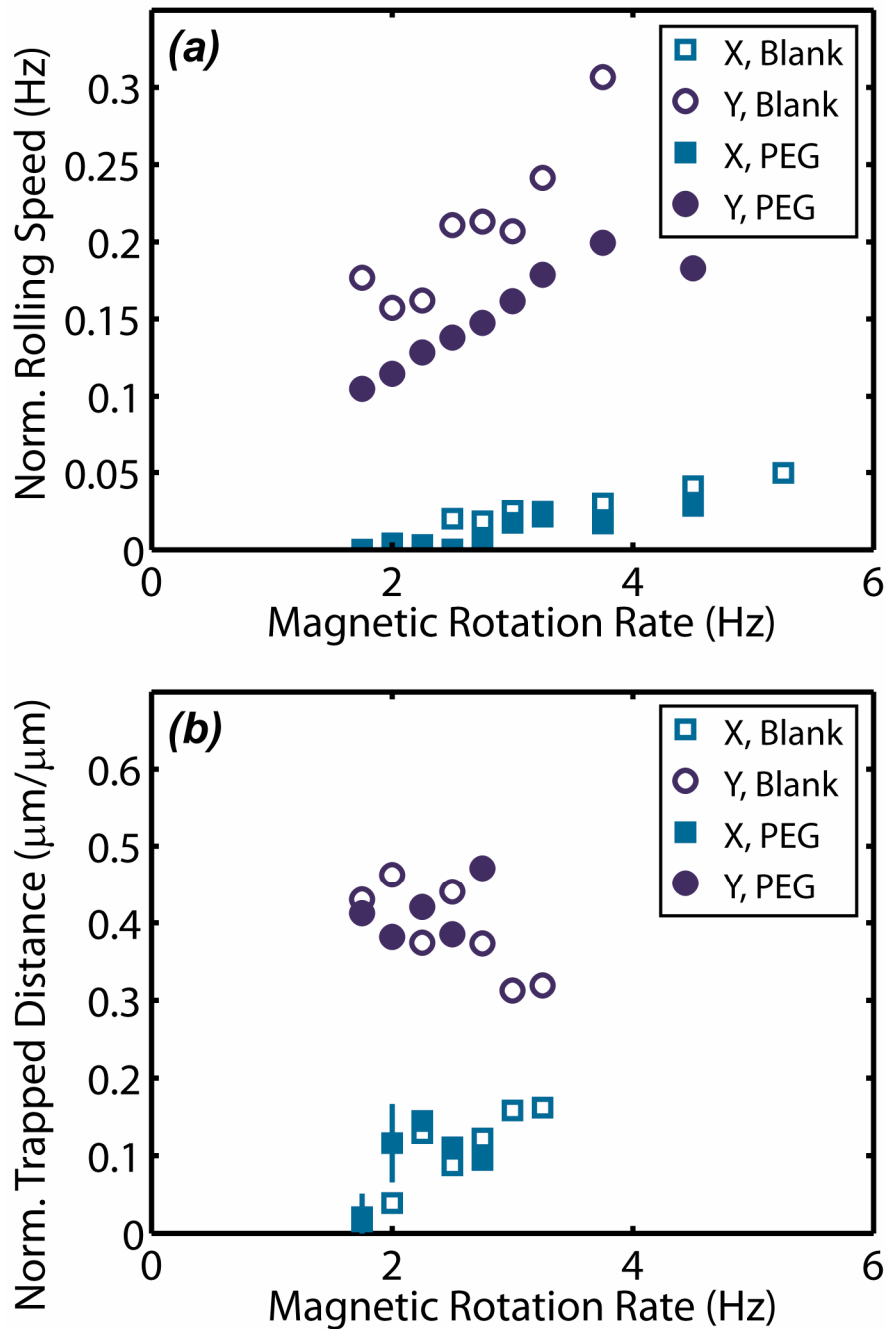 (a)
X, Blank
Y, Blank
X, PEG
Y, PEG
Norm. Rolling Speed (Hz)
0.3
0.25
0.2
0.15
0.1
0.05
0
0 2 4 6
Magnetic Rotation Rate (Hz)
(b)
X, Blank
Y, Blank
X, PEG
Y, PEG
Norm. Trapped Distance (μm/μm)
0.6
0.5
0.4
0.3
0.2
0.1
0
0 2 4 6
Magnetic Rotation Rate (Hz)